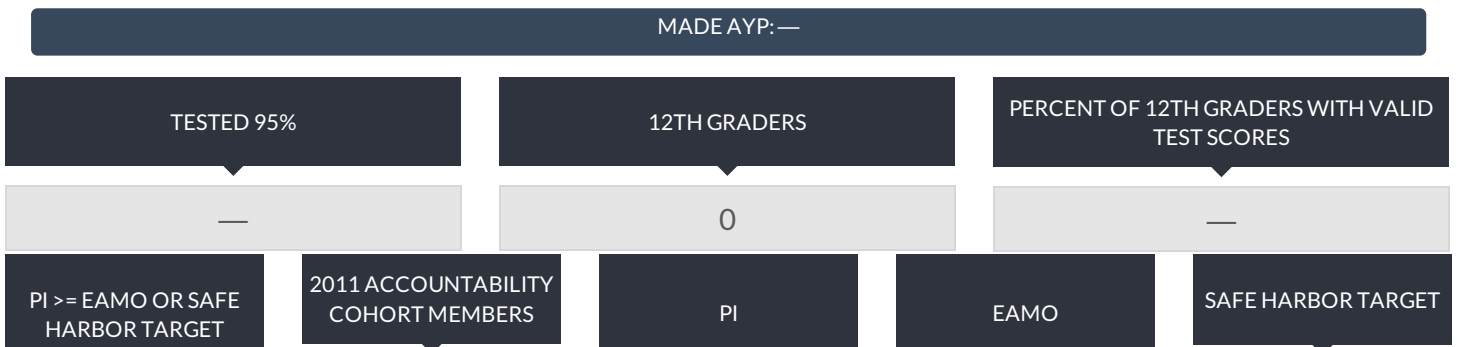 MADE AYP: —
TESTED 95%
12TH GRADERS
PERCENT OF 12TH GRADERS WITH VALID
TEST SCORES
—
0
—
PI >= EAMO OR SAFE
HARBOR TARGET
2011 ACCOUNTABILITY
COHORT MEMBERS
PI
EAMO
SAFE HARBOR TARGET